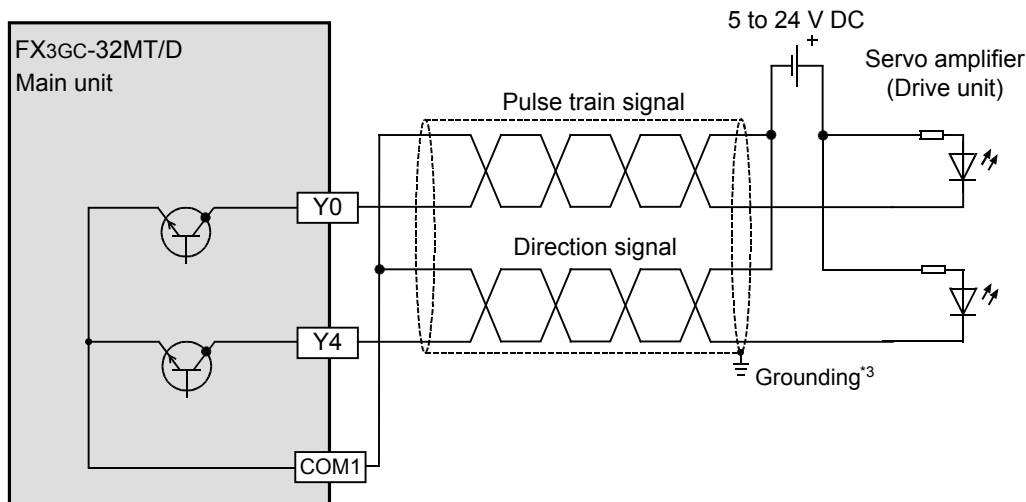 5 to 24 V DC
+
FX3GC-32MT/D
Main unit
Servo amplifier
(Drive unit)
Pulse train signal
Y0
Direction signal
Y4
Grounding*3
COM1